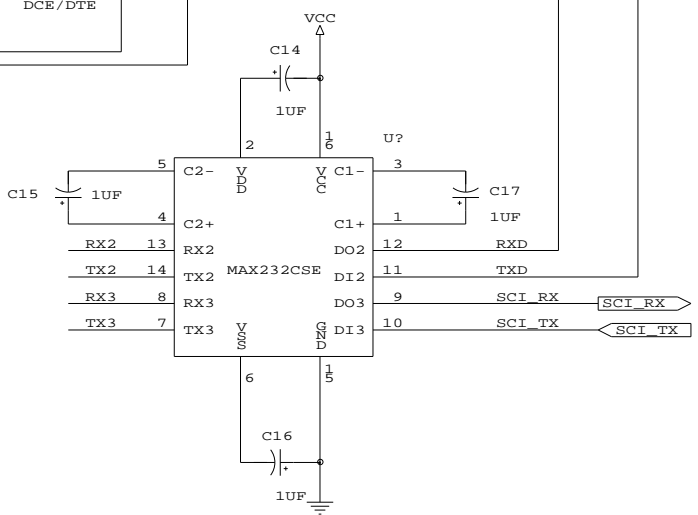 DCE/DTE
VCC
C14
1UF
2
16
U?
5
C2-
VDD
VCC
C1-
3
C15
1UF
C17
1UF
4
C2+
C1+
1
RX2
13
RX2
DO2
12
RXD
TX2
14
TX2
MAX232CSE
DI2
11
TXD
RX3
8
RX3
DO3
9
SCI_RX
SCI_RX
TX3
7
TX3
VSS
GND
DI3
10
SCI_TX
SCI_TX
6
15
C16
1UF